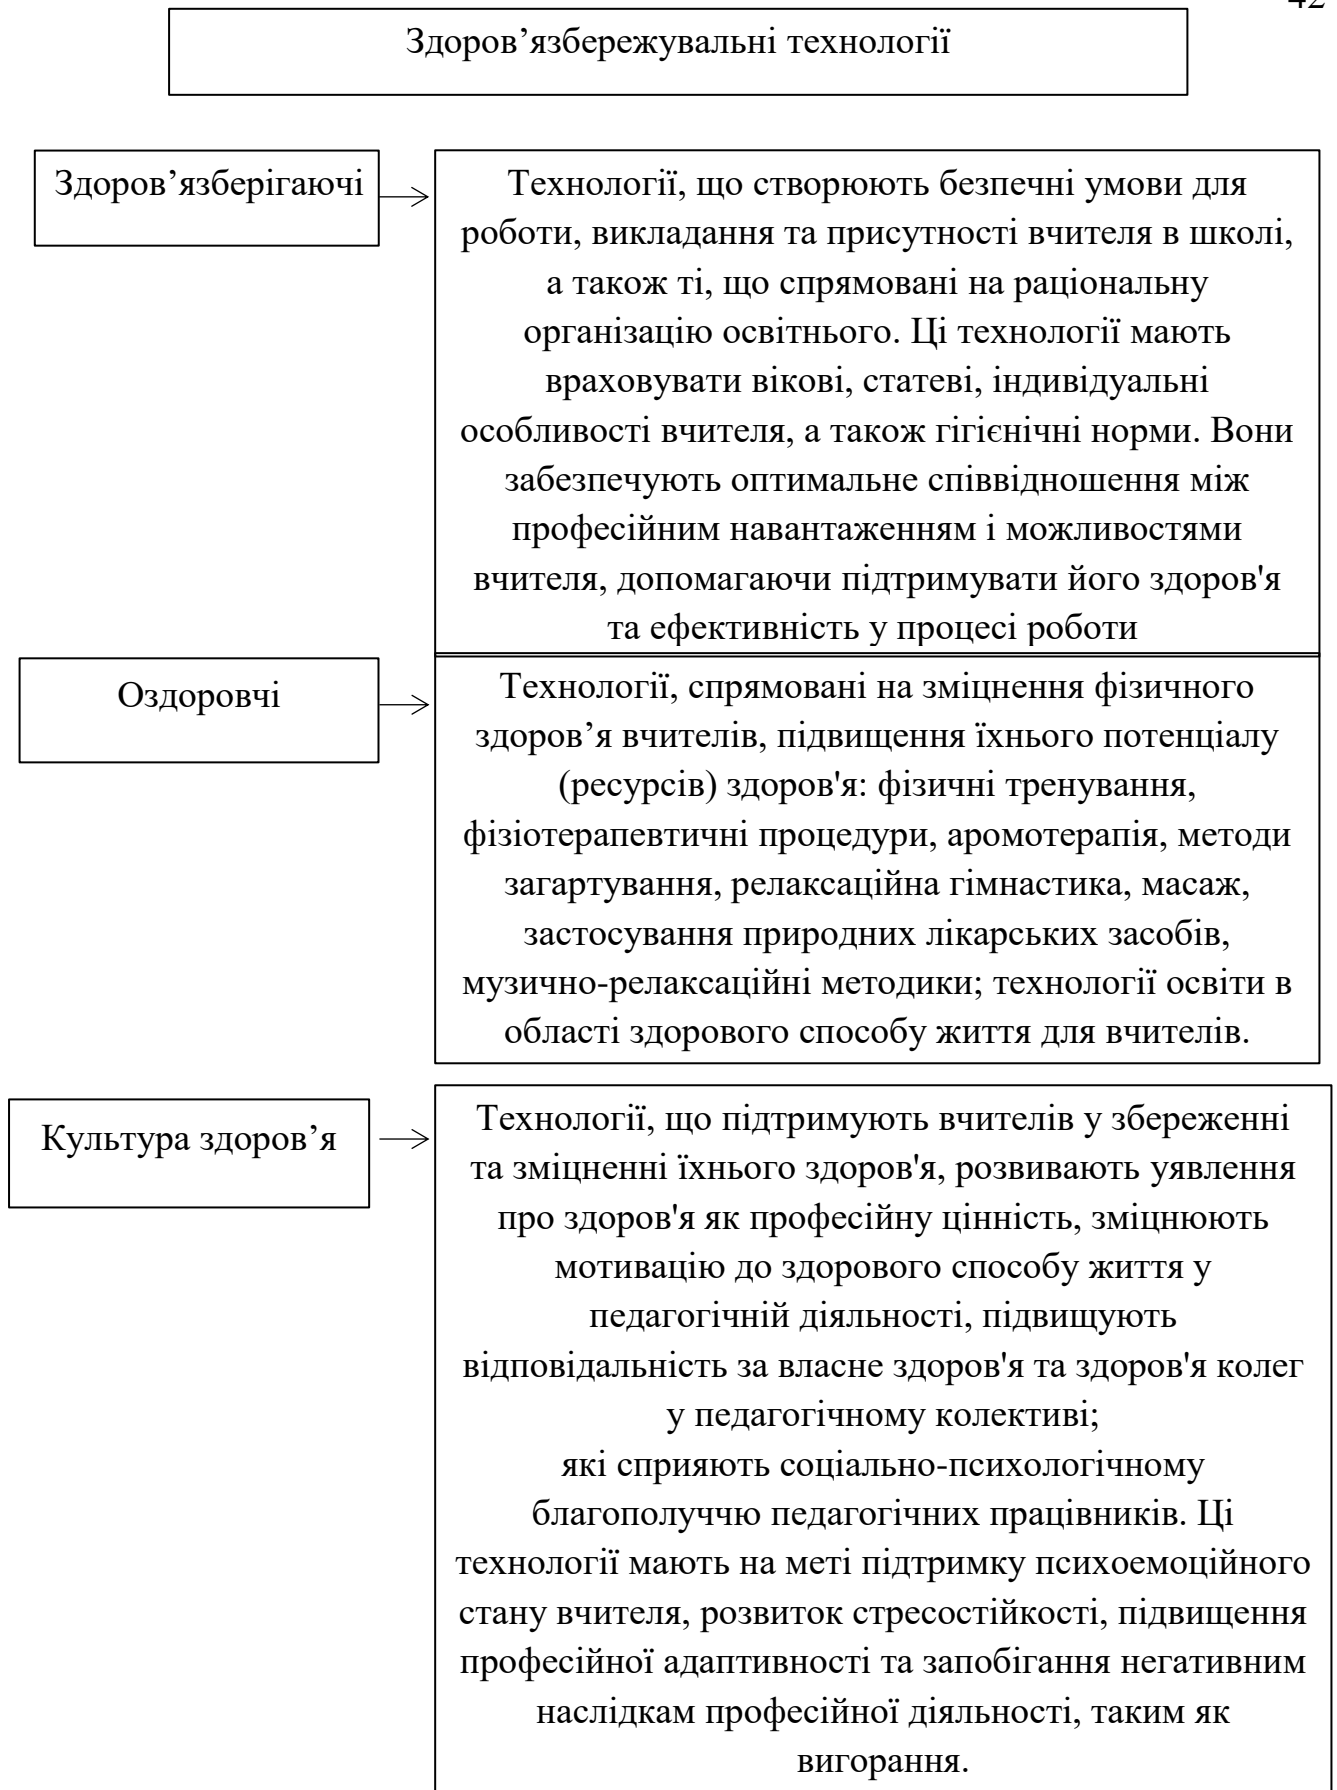 42
Здоров’язбережувальні технології
Здоров’язберігаючі
Технології, що створюють безпечні умови для
роботи, викладання та присутності вчителя в школі,
а також ті, що спрямовані на раціональну
організацію освітнього. Ці технології мають
враховувати вікові, статеві, індивідуальні
особливості вчителя, а також гігієнічні норми. Вони
забезпечують оптимальне співвідношення між
професійним навантаженням і можливостями
вчителя, допомагаючи підтримувати його здоров'я
та ефективність у процесі роботи
Оздоровчі
Технології, спрямовані на зміцнення фізичного
здоров’я вчителів, підвищення їхнього потенціалу
(ресурсів) здоров'я: фізичні тренування,
фізіотерапевтичні процедури, аромотерапія, методи
загартування, релаксаційна гімнастика, масаж,
застосування природних лікарських засобів,
музично-релаксаційні методики; технології освіти в
області здорового способу життя для вчителів.
Культура здоров’я
Технології, що підтримують вчителів у збереженні
та зміцненні їхнього здоров'я, розвивають уявлення
про здоров'я як професійну цінність, зміцнюють
мотивацію до здорового способу життя у
педагогічній діяльності, підвищують
відповідальність за власне здоров'я та здоров'я колег
у педагогічному колективі;
які сприяють соціально-психологічному
благополуччю педагогічних працівників. Ці
технології мають на меті підтримку психоемоційного
стану вчителя, розвиток стресостійкості, підвищення
професійної адаптивності та запобігання негативним
наслідкам професійної діяльності, таким як
вигорання.